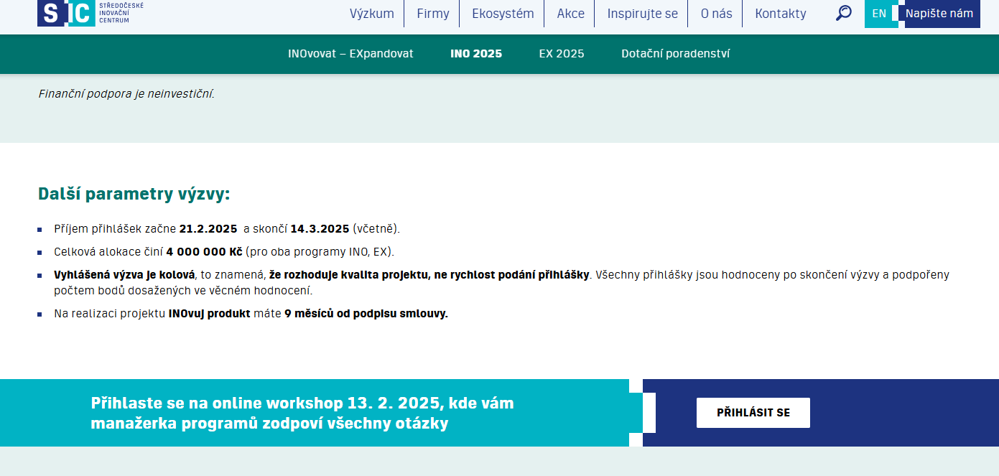 S IC STŘEDOČESKÉ
INOVAČNÍ
CENTRUM
Výzkum Firmy Ekosystém Akce Inspirujte se O nás Kontakty EN Napište nám
INOvovat – EXpandovat INO 2025 EX 2025 Dotační poradenství
Finanční podpora je neinvestiční.
Další parametry výzvy:
Příjem přihlášek začne 21.2.2025 a skončí 14.3.2025 (včetně).
Celková alokace činí 4 000 000 Kč (pro oba programy INO, EX).
Vyhlášená výzva je kolová, to znamená, že rozhoduje kvalita projektu, ne rychlost podání přihlášky. Všechny přihlášky jsou hodnoceny po skončení výzvy a podpořeny
počtem bodů dosažených ve věcném hodnocení.
Na realizaci projektu INOvuj produkt máte 9 měsíců od podpisu smlouvy.
Přihlaste se na online workshop 13. 2. 2025, kde vám
manažerka programů zodpoví všechny otázky
PŘIHLÁSIT SE